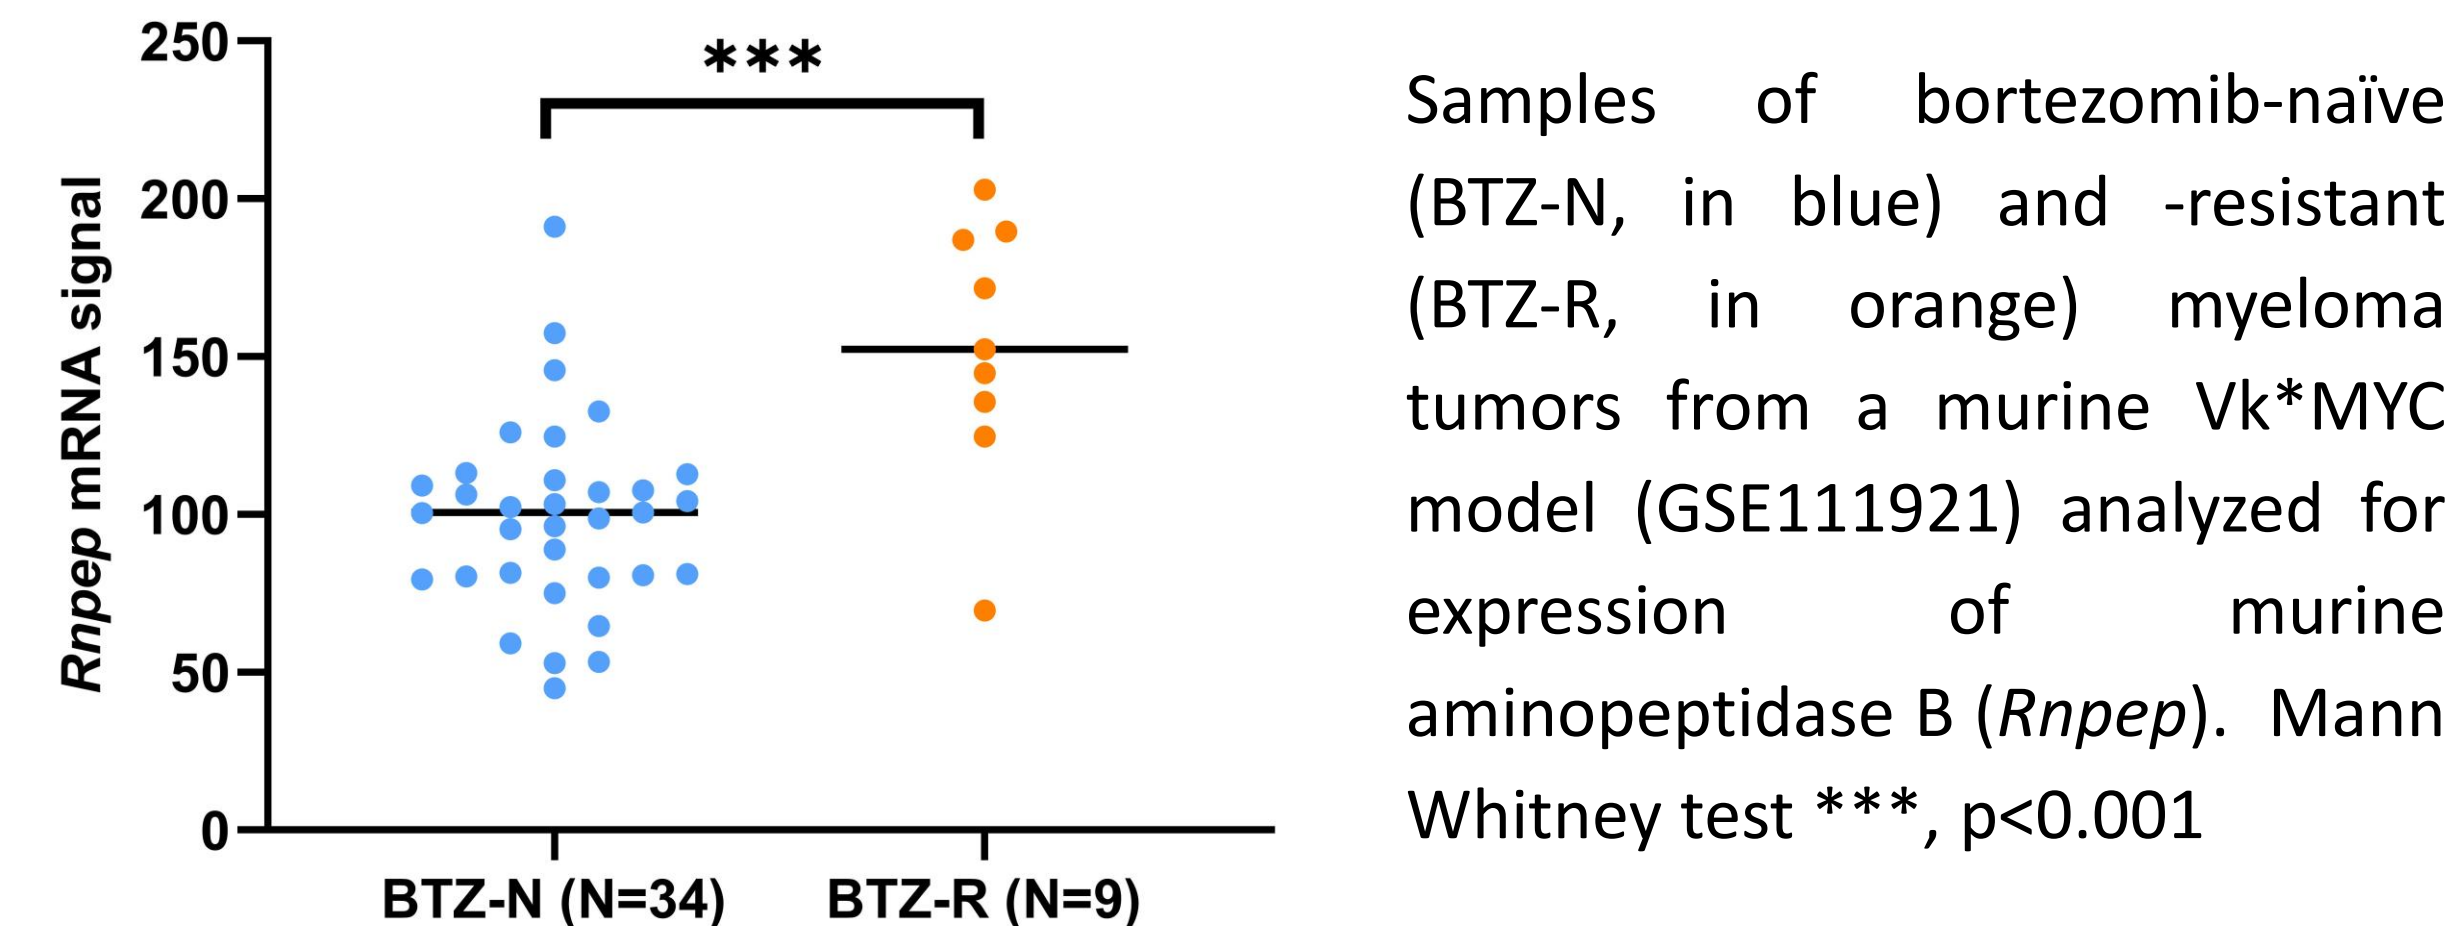 250
200
150
100
50
0
Rnpep mRNA signal
***
BTZ-N (N=34)
BTZ-R (N=9)
Samples of bortezomib-naïve
(BTZ-N, in blue) and -resistant
(BTZ-R, in orange) myeloma
tumors from a murine Vk*MYC
model (GSE111921) analyzed for
expression of murine
aminopeptidase B (Rnpep). Mann
Whitney test ***, p<0.001